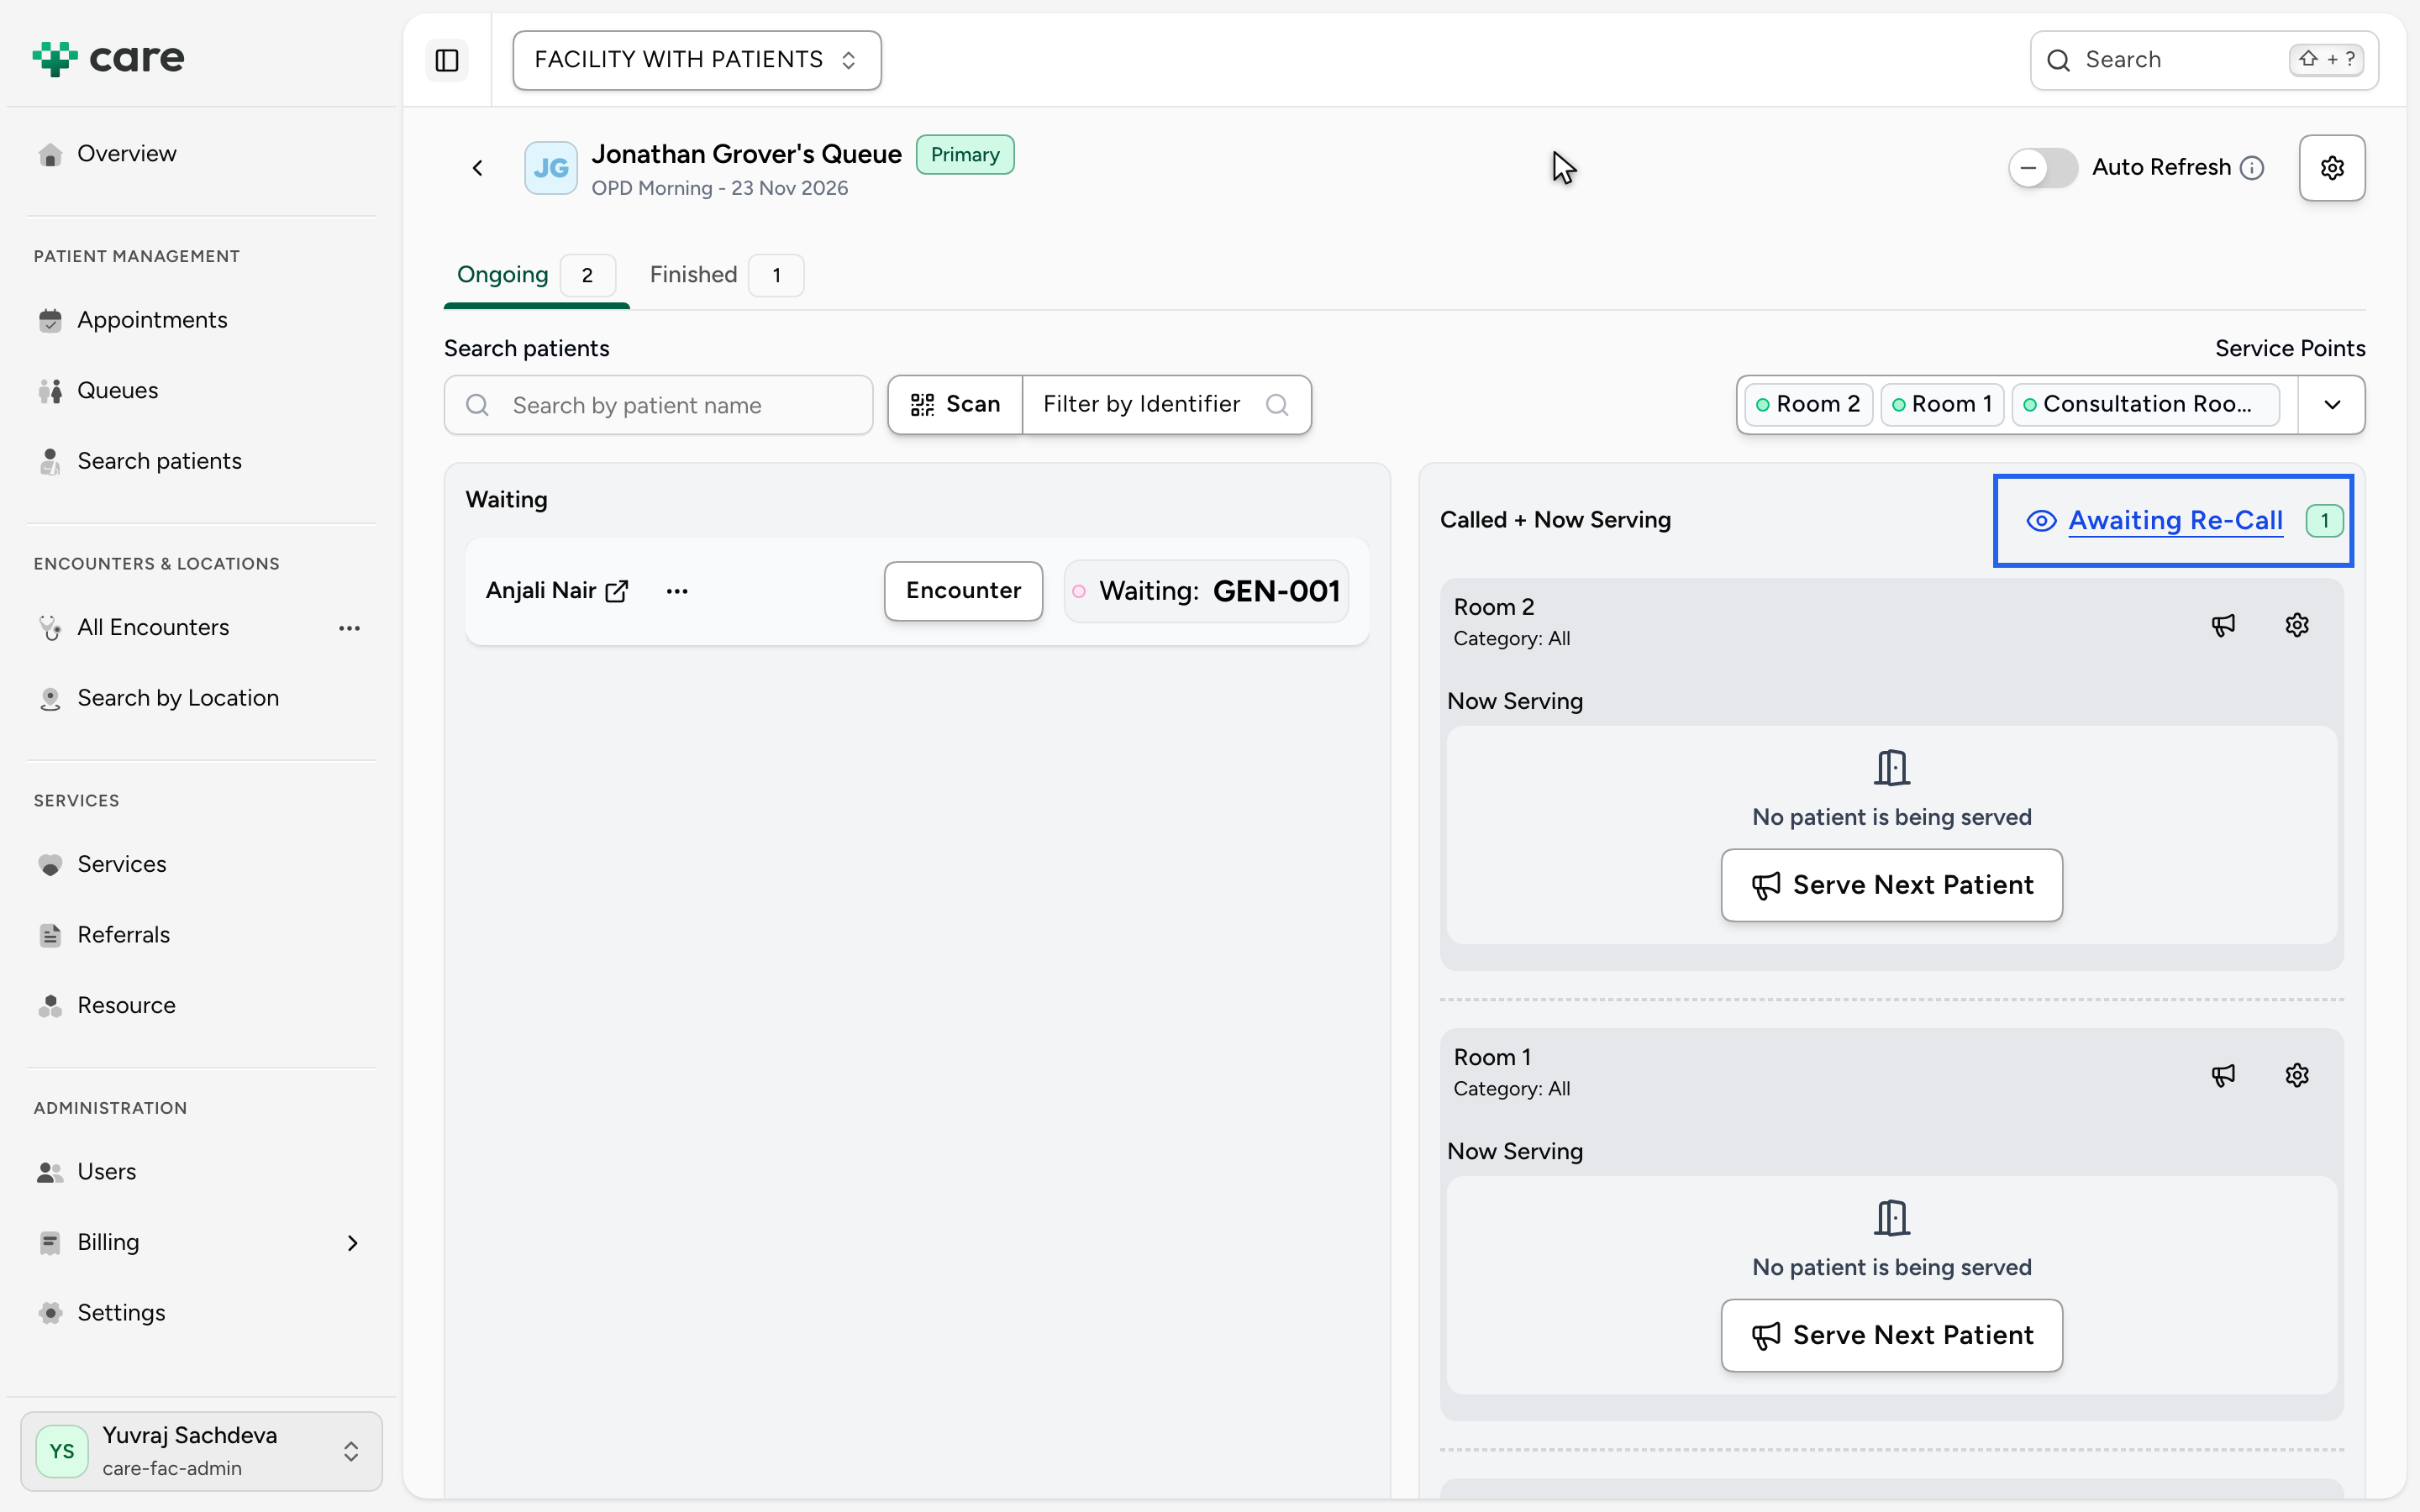 care
FACILITY WITH PATIENTS
Search
+ ?
Overview
PATIENT MANAGEMENT
Appointments
Queues
Search patients
ENCOUNTERS & LOCATIONS
All Encounters
Search by Location
SERVICES
Services
Referrals
Resource
ADMINISTRATION
Users
Billing
Settings
YS
Yuvraj Sachdeva
care-fac-admin
JG
Jonathan Grover's Queue
Primary
OPD Morning - 23 Nov 2026
Auto Refresh
Ongoing 2
Finished 1
Search patients
Service Points
Search by patient name
Scan
Filter by Identifier
Room 2
Room 1
Consultation Roo...
Waiting
Anjali Nair
Encounter
Waiting: GEN-001
Called + Now Serving
Awaiting Re-Call 1
Room 2
Category: All
Now Serving
No patient is being served
Serve Next Patient
Room 1
Category: All
Now Serving
No patient is being served
Serve Next Patient